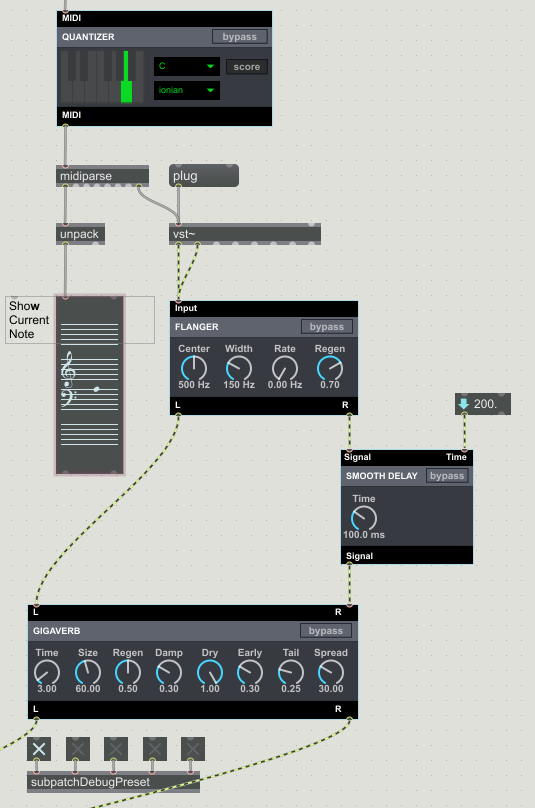 MIDI
QUANTIZER bypass
C score
ionian
MIDI
midiparse plug
unpack vst~
Show
Current
Note
Input
FLANGER bypass
Center Width Rate Regen
500 Hz 150 Hz 0.00 Hz 0.70
L R
200.
Signal Time
SMOOTH DELAY bypass
Time
100.0 ms
Signal
L R
GIGAVERB bypass
Time Size Regen Damp Dry Early Tail Spread
3.00 60.00 0.50 0.30 1.00 0.30 0.25 30.00
L R
subpatchDebugPreset